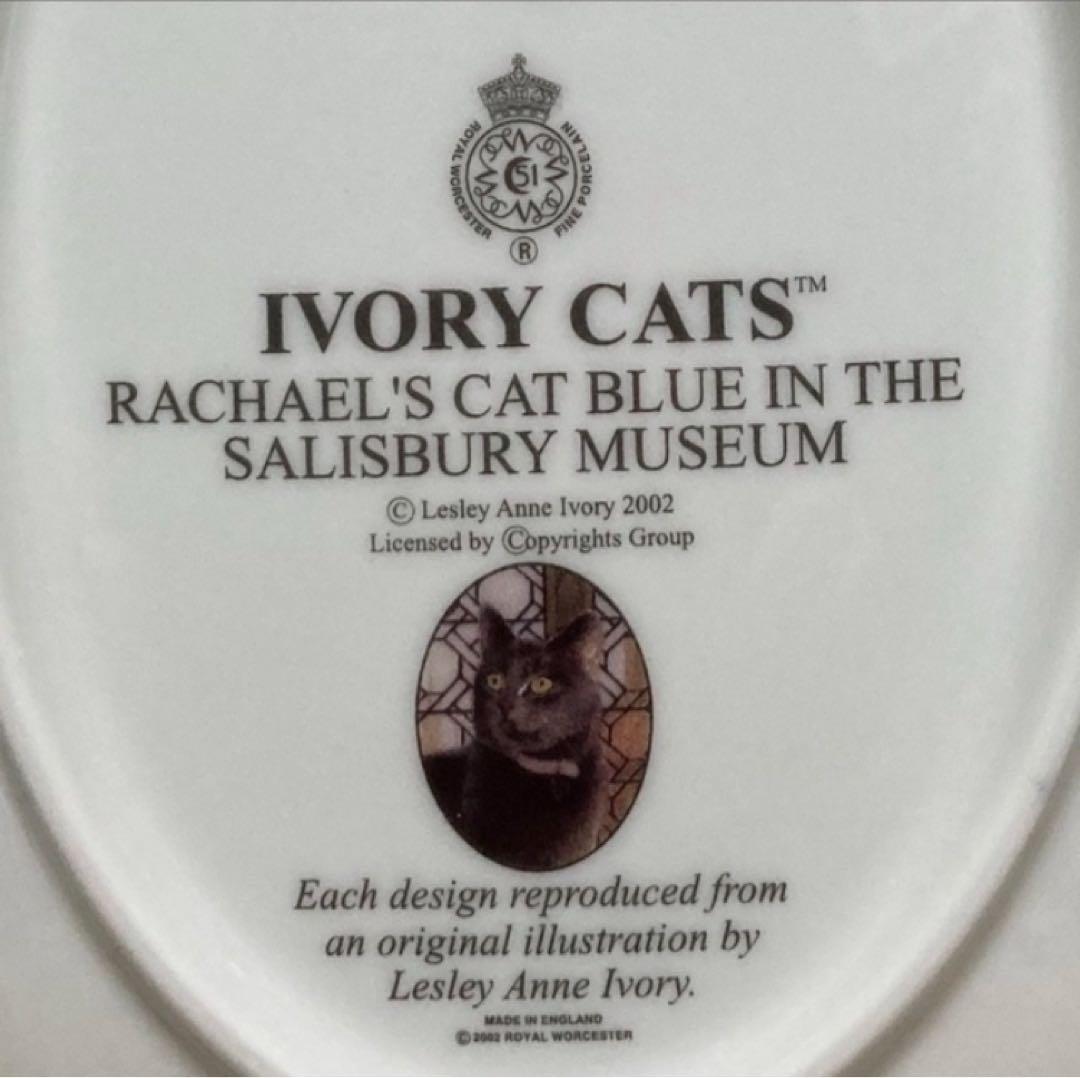 ROYAL WORCESTER
FINE PORCELAIN
51
®
IVORY CATS™
RACHAEL'S CAT BLUE IN THE
SALISBURY MUSEUM
© Lesley Anne Ivory 2002
Licensed by ©opyrights Group
Each design reproduced from
an original illustration by
Lesley Anne Ivory.
MADE IN ENGLAND
© 2002 ROYAL WORCESTER